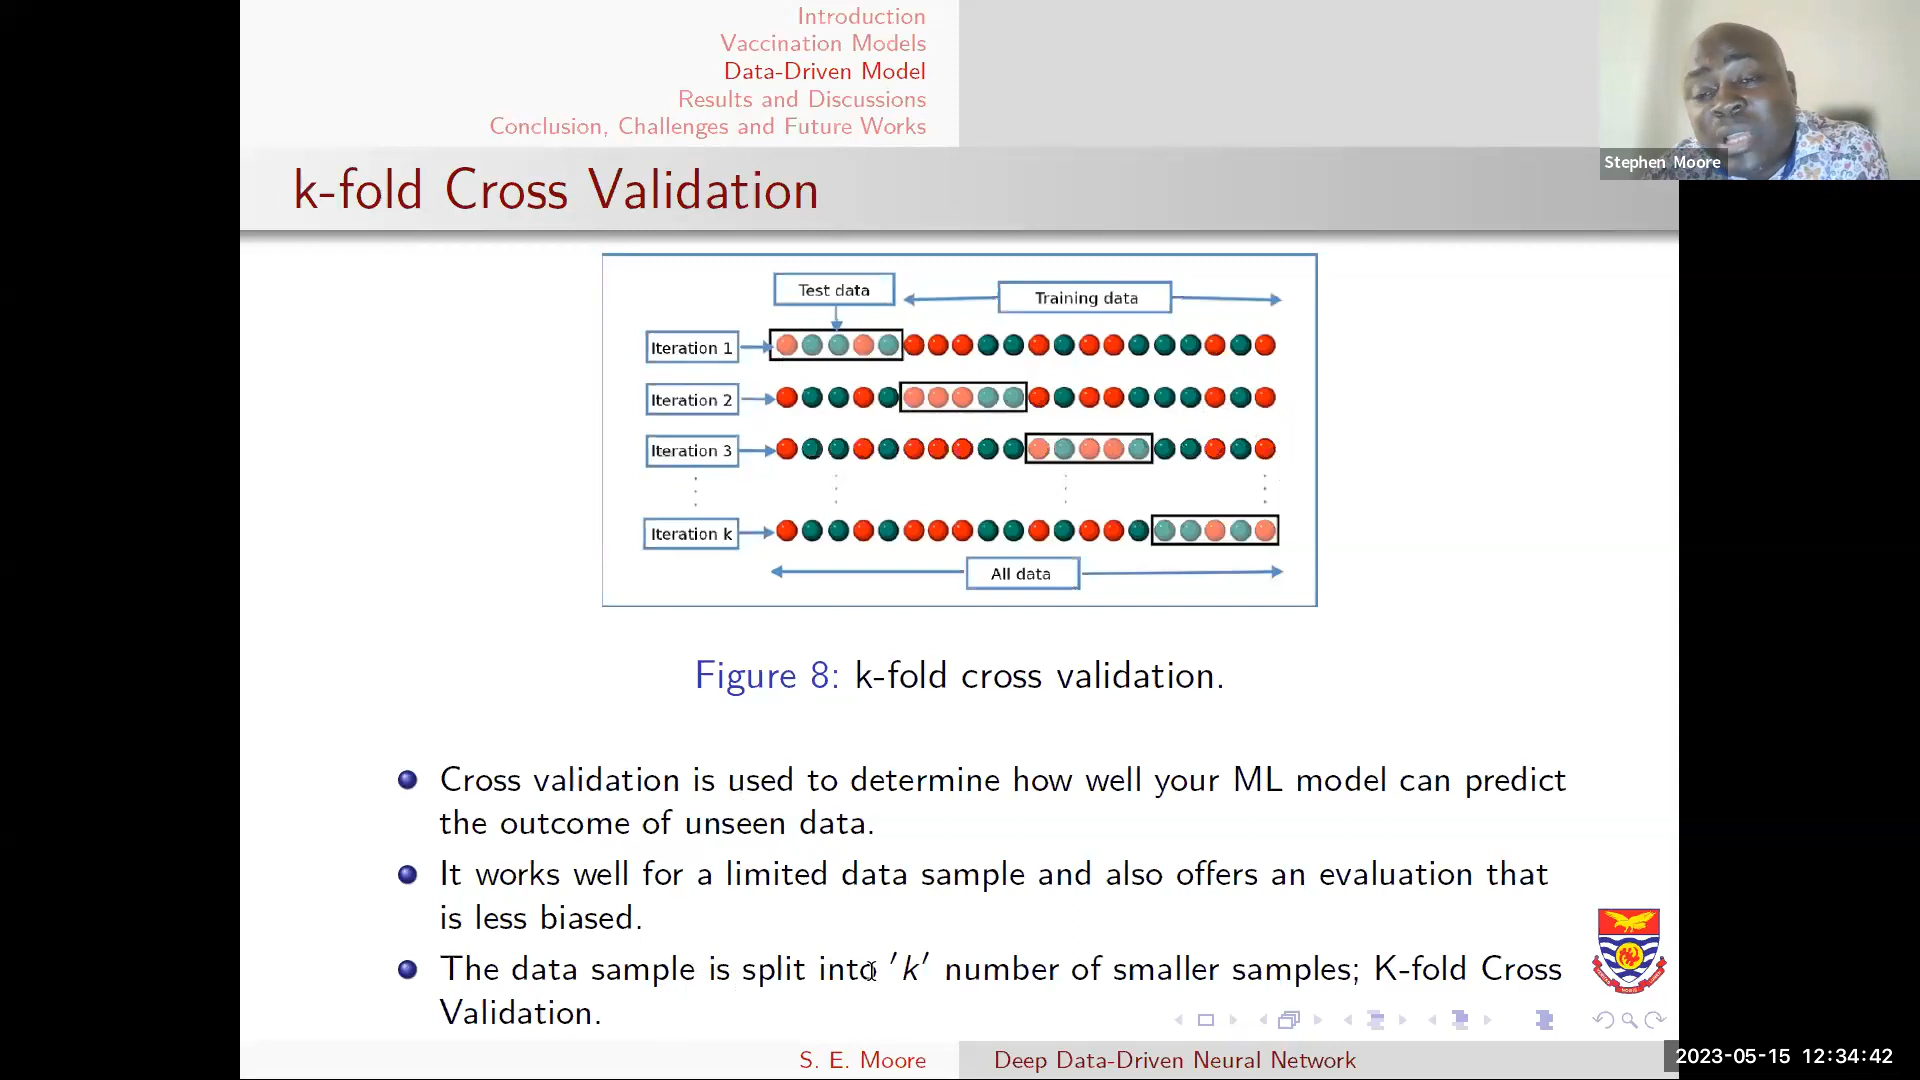 Introduction
Vaccination Models
Data-Driven Model
Results and Discussions
Conclusion, Challenges and Future Works
Stephen Moore
k-fold Cross Validation
Test data
Training data
Iteration 1
Iteration 2
Iteration 3
Iteration k
All data
Figure 8: k-fold cross validation.
Cross validation is used to determine how well your ML model can predict
the outcome of unseen data.
It works well for a limited data sample and also offers an evaluation that
is less biased.
The data sample is split into 'k' number of smaller samples; K-fold Cross
Validation.
S. E. Moore
Deep Data-Driven Neural Network
2023-05-15 12:34:42